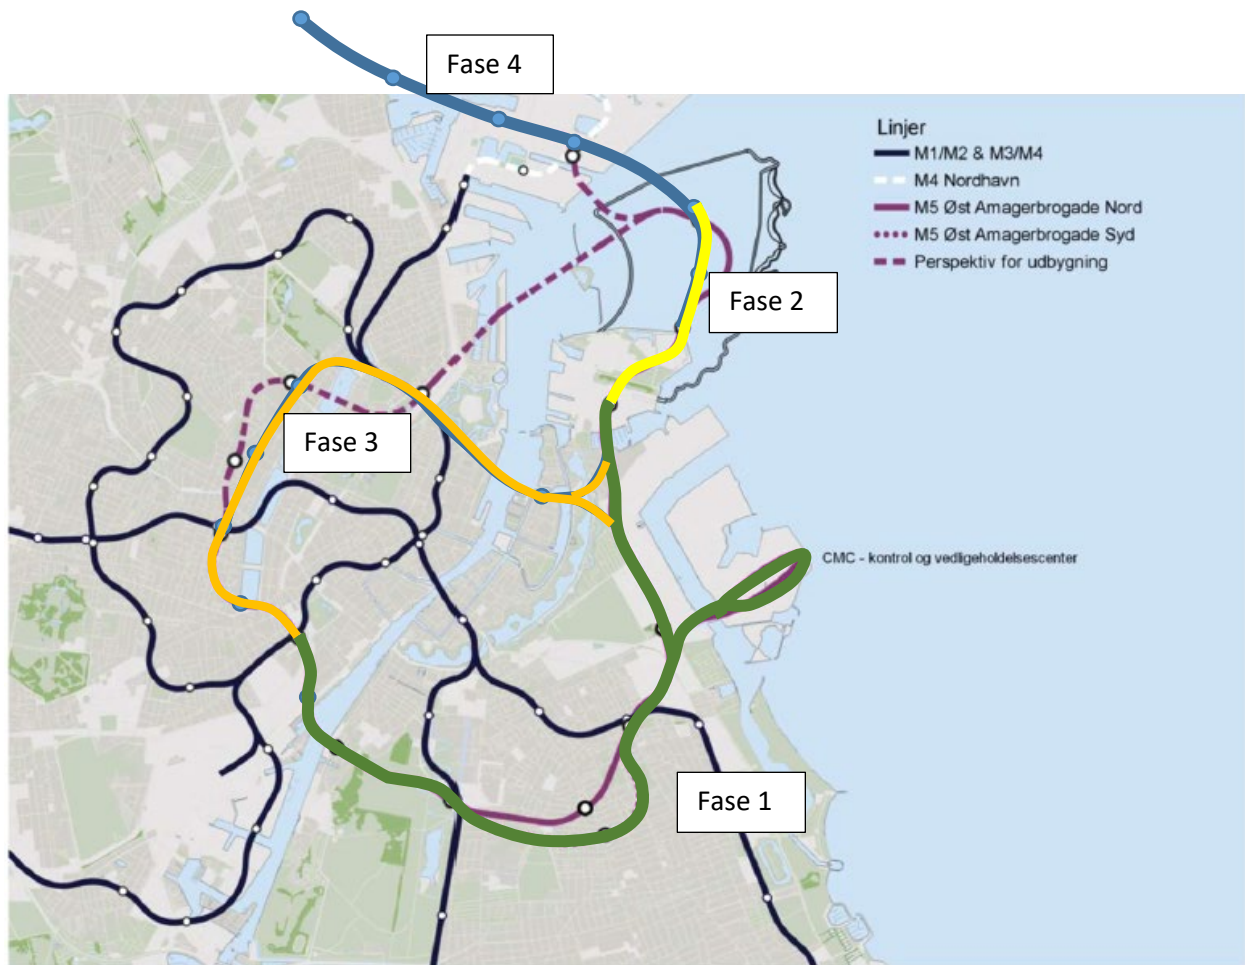 Fase 4
Linjer
M1/M2 & M3/M4
M4 Nordhavn
M5 Øst Amagerbrogade Nord
M5 Øst Amagerbrogade Syd
Perspektiv for udbygning
Fase 2
Fase 3
CMC - kontrol og vedligeholdelsescenter
Fase 1